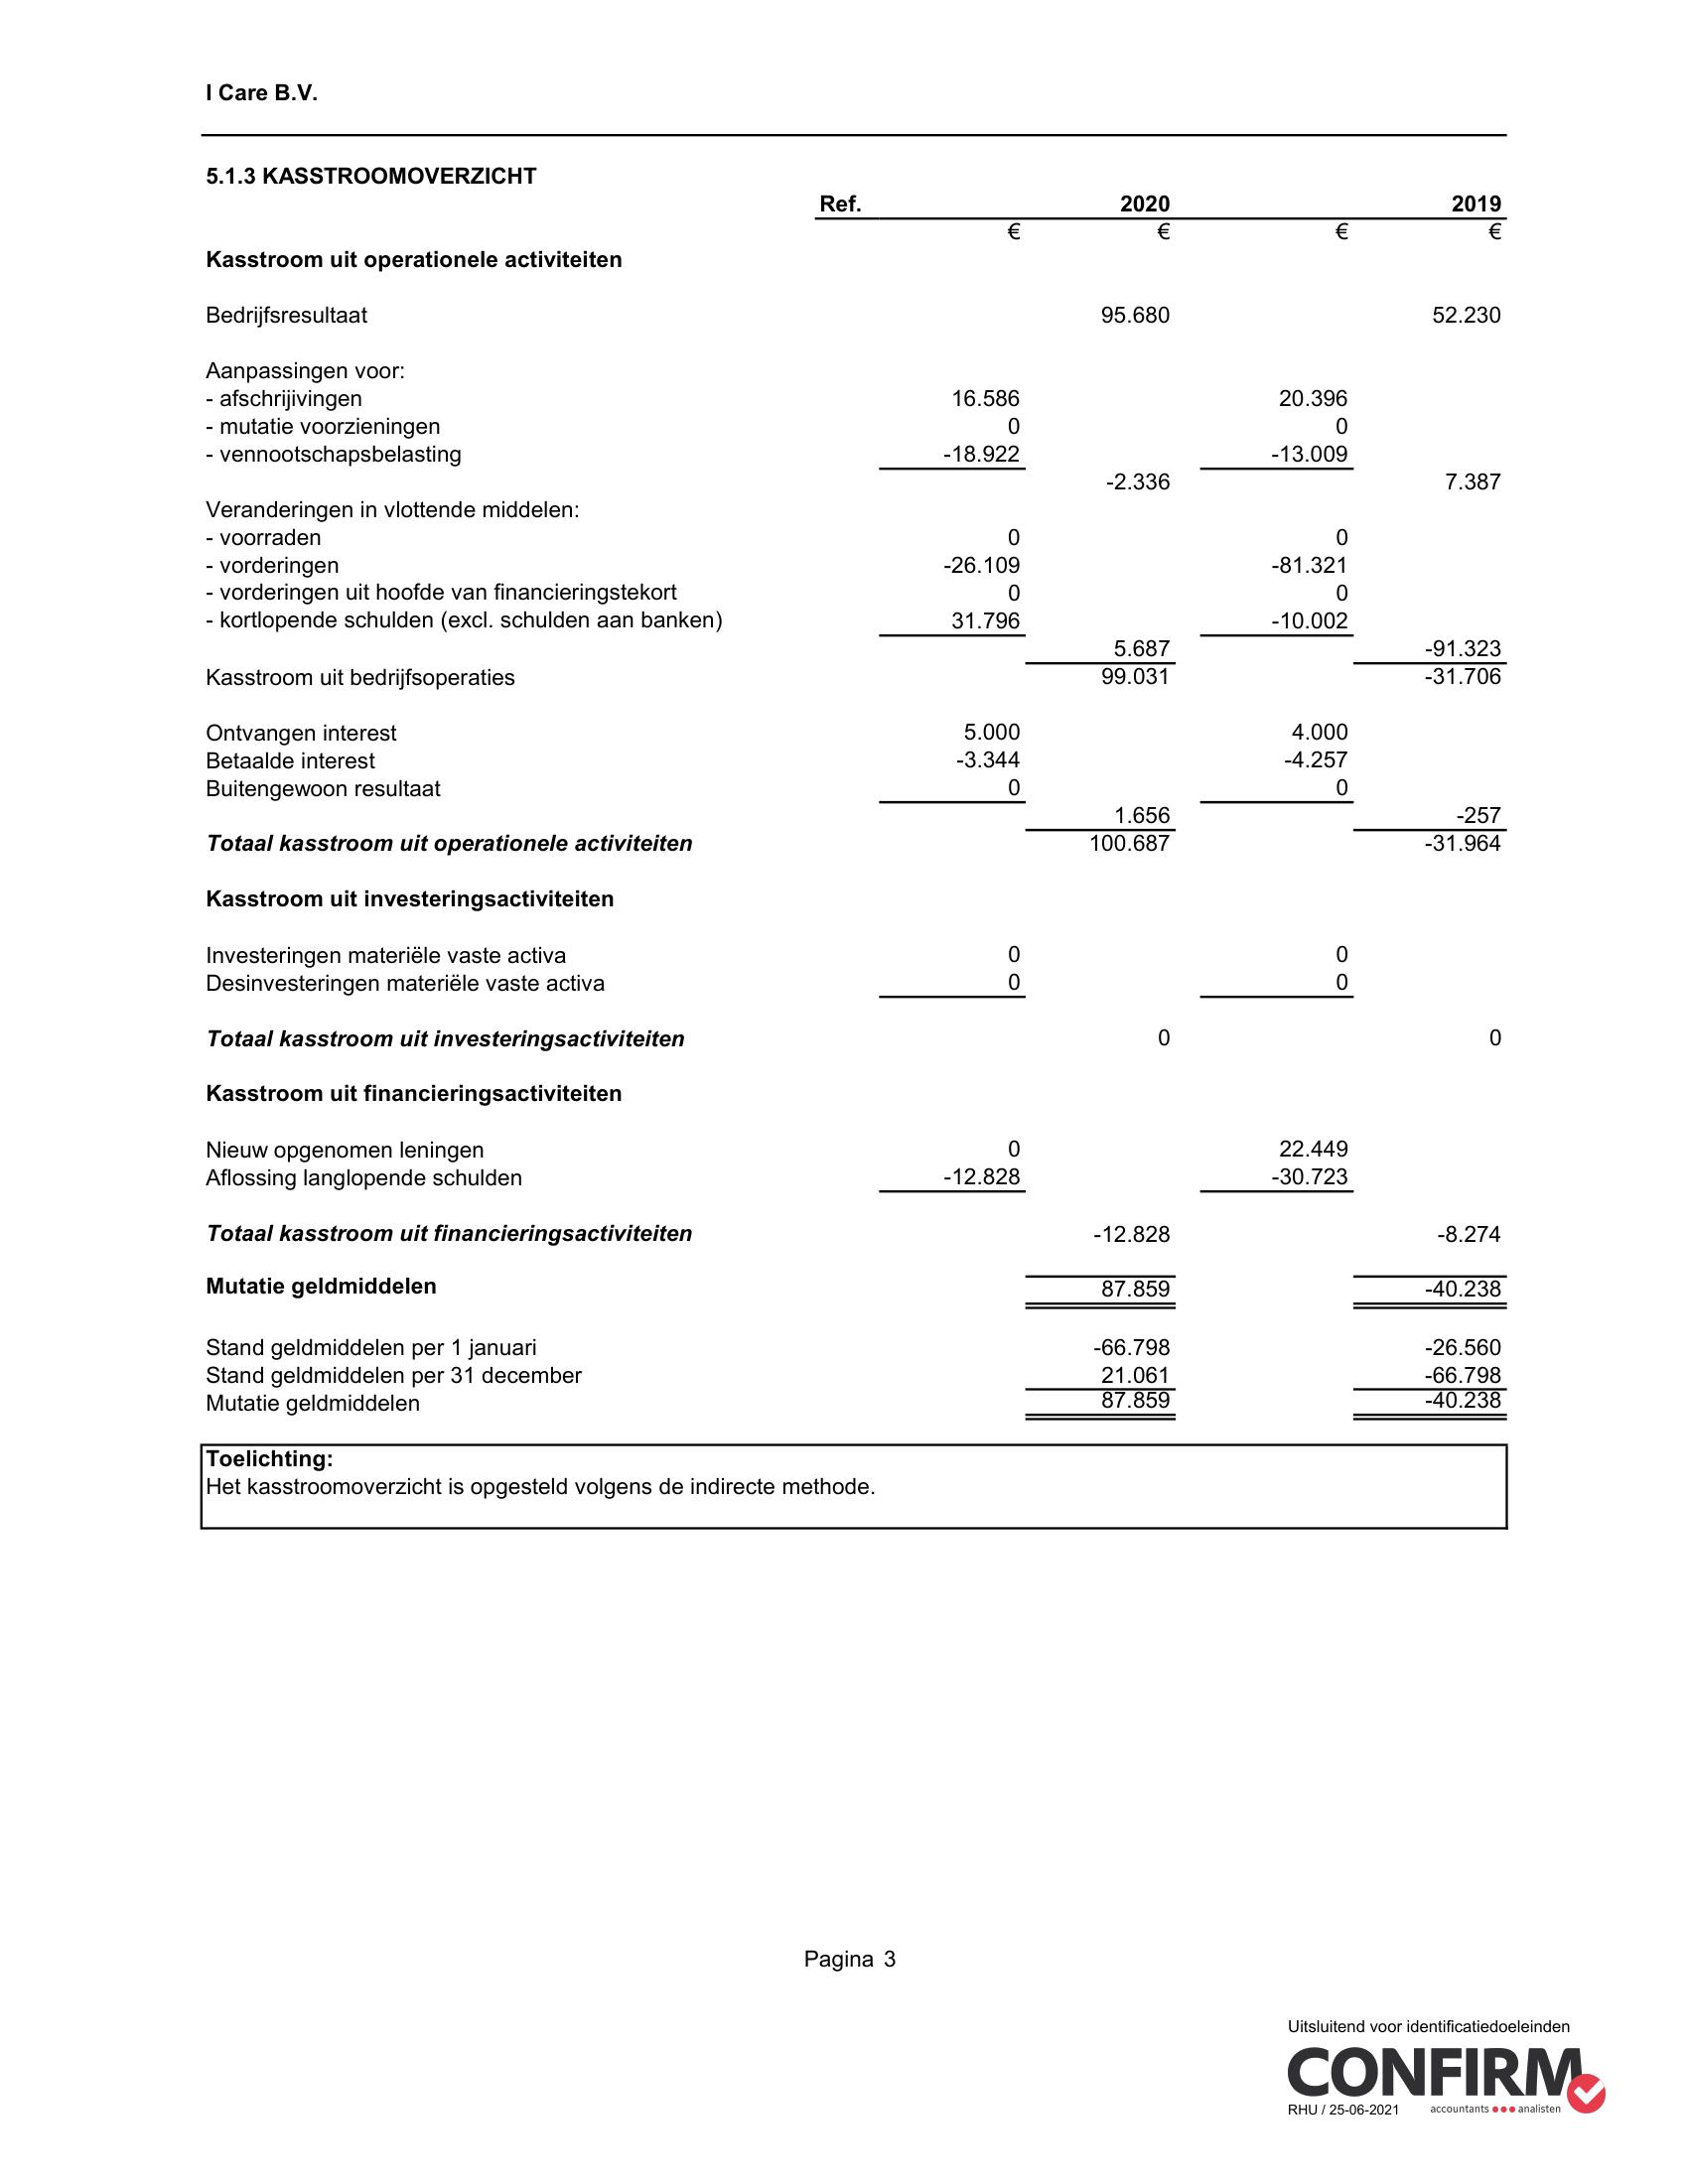 I Care B.V.
5.1.3 KASSTROOMOVERZICHT
Ref. 2020 2019
€ € € €
Kasstroom uit operationele activiteiten
Bedrijfsresultaat 95.680 52.230
Aanpassingen voor:
- afschrijivingen 16.586 20.396
- mutatie voorzieningen 0 0
- vennootschapsbelasting -18.922 -13.009
-2.336 7.387
Veranderingen in vlottende middelen:
- voorraden 0 0
- vorderingen -26.109 -81.321
- vorderingen uit hoofde van financieringstekort 0 0
- kortlopende schulden (excl. schulden aan banken) 31.796 -10.002
5.687 -91.323
Kasstroom uit bedrijfsoperaties 99.031 -31.706
Ontvangen interest 5.000 4.000
Betaalde interest -3.344 -4.257
Buitengewoon resultaat 0 0
1.656 -257
Totaal kasstroom uit operationele activiteiten 100.687 -31.964
Kasstroom uit investeringsactiviteiten
Investeringen materiële vaste activa 0 0
Desinvesteringen materiële vaste activa 0 0
Totaal kasstroom uit investeringsactiviteiten 0 0
Kasstroom uit financieringsactiviteiten
Nieuw opgenomen leningen 0 22.449
Aflossing langlopende schulden -12.828 -30.723
Totaal kasstroom uit financieringsactiviteiten -12.828 -8.274
Mutatie geldmiddelen 87.859 -40.238
Stand geldmiddelen per 1 januari -66.798 -26.560
Stand geldmiddelen per 31 december 21.061 -66.798
Mutatie geldmiddelen 87.859 -40.238
Toelichting:
Het kasstroomoverzicht is opgesteld volgens de indirecte methode.
Pagina 3
Uitsluitend voor identificatiedoeleinden
CONFIRM
RHU / 25-06-2021 accountants analisten